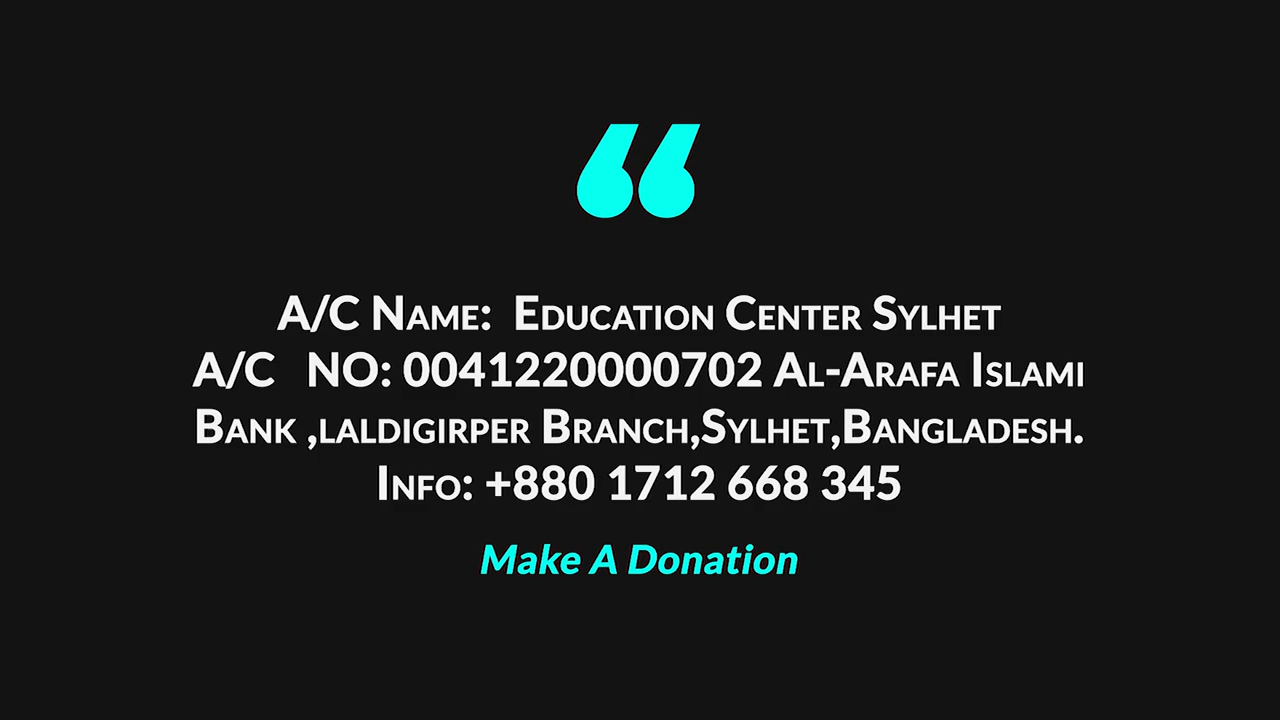 “
A/C Name: Education Center Sylhet
A/C NO: 0041220000702 Al-Arafa Islami
Bank ,laldigirper Branch,Sylhet,Bangladesh.
Info: +880 1712 668 345
Make A Donation